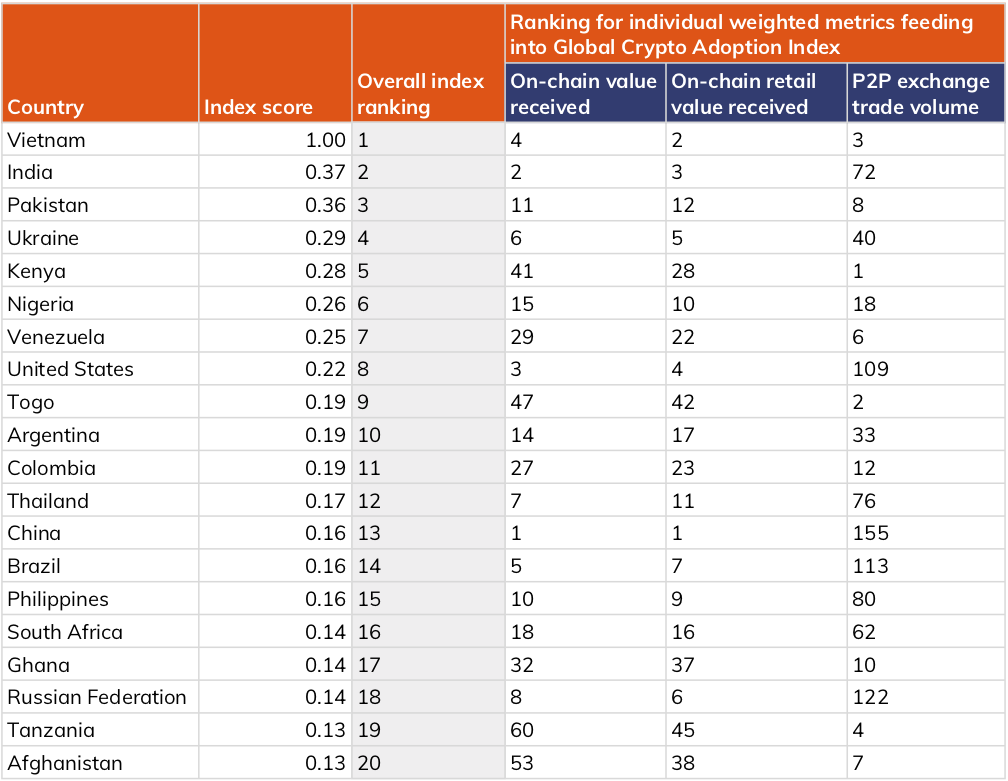 Ranking for individual weighted metrics feeding
into Global Crypto Adoption Index
Country Index score Overall index ranking On-chain value received On-chain retail value received P2P exchange trade volume
Vietnam 1.00 1 4 2 3
India 0.37 2 2 3 72
Pakistan 0.36 3 11 12 8
Ukraine 0.29 4 6 5 40
Kenya 0.28 5 41 28 1
Nigeria 0.26 6 15 10 18
Venezuela 0.25 7 29 22 6
United States 0.22 8 3 4 109
Togo 0.19 9 47 42 2
Argentina 0.19 10 14 17 33
Colombia 0.19 11 27 23 12
Thailand 0.17 12 7 11 76
China 0.16 13 1 1 155
Brazil 0.16 14 5 7 113
Philippines 0.16 15 10 9 80
South Africa 0.14 16 18 16 62
Ghana 0.14 17 32 37 10
Russian Federation 0.14 18 8 6 122
Tanzania 0.13 19 60 45 4
Afghanistan 0.13 20 53 38 7